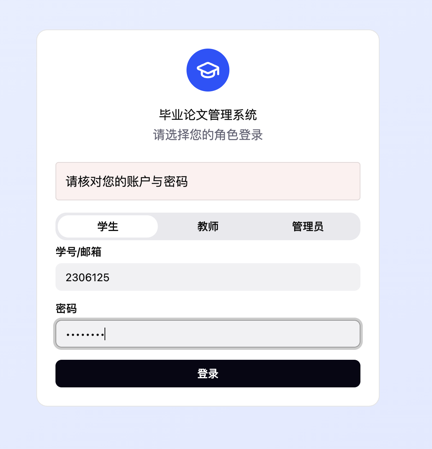 毕业论文管理系统
请选择您的角色登录
请核对您的账户与密码
学生 教师 管理员
学号/邮箱
2306125
密码
••••••••
登录